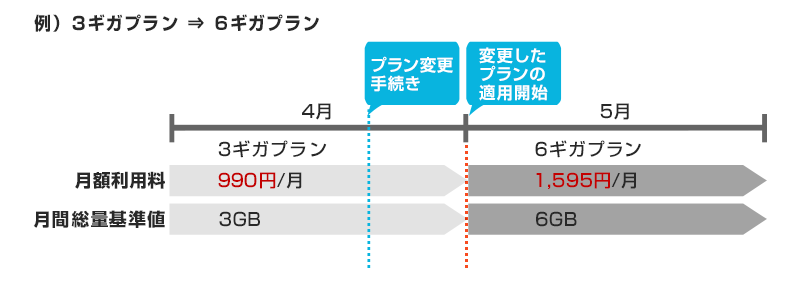 例）3ギガプラン ⇒ 6ギガプラン
プラン変更
手続き
変更した
プランの
適用開始
4月
5月
3ギガプラン
6ギガプラン
月額利用料
990円/月
1,595円/月
月間総量基準値
3GB
6GB